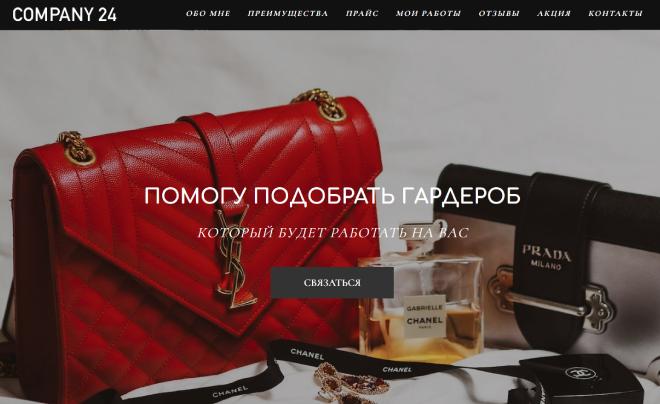 COMPANY 24
ОБО МНЕ ПРЕИМУЩЕСТВА ПРАЙС МОИ РАБОТЫ ОТЗЫВЫ АКЦИЯ КОНТАКТЫ
ПОМОГУ ПОДОБРАТЬ ГАРДЕРОБ
КОТОРЫЙ БУДЕТ РАБОТАТЬ НА ВАС
СВЯЗАТЬСЯ
YSL
PRADA
MILANO
GABRIELLE
CHANEL
PARIS
CHANEL
CHANEL
CHANEL